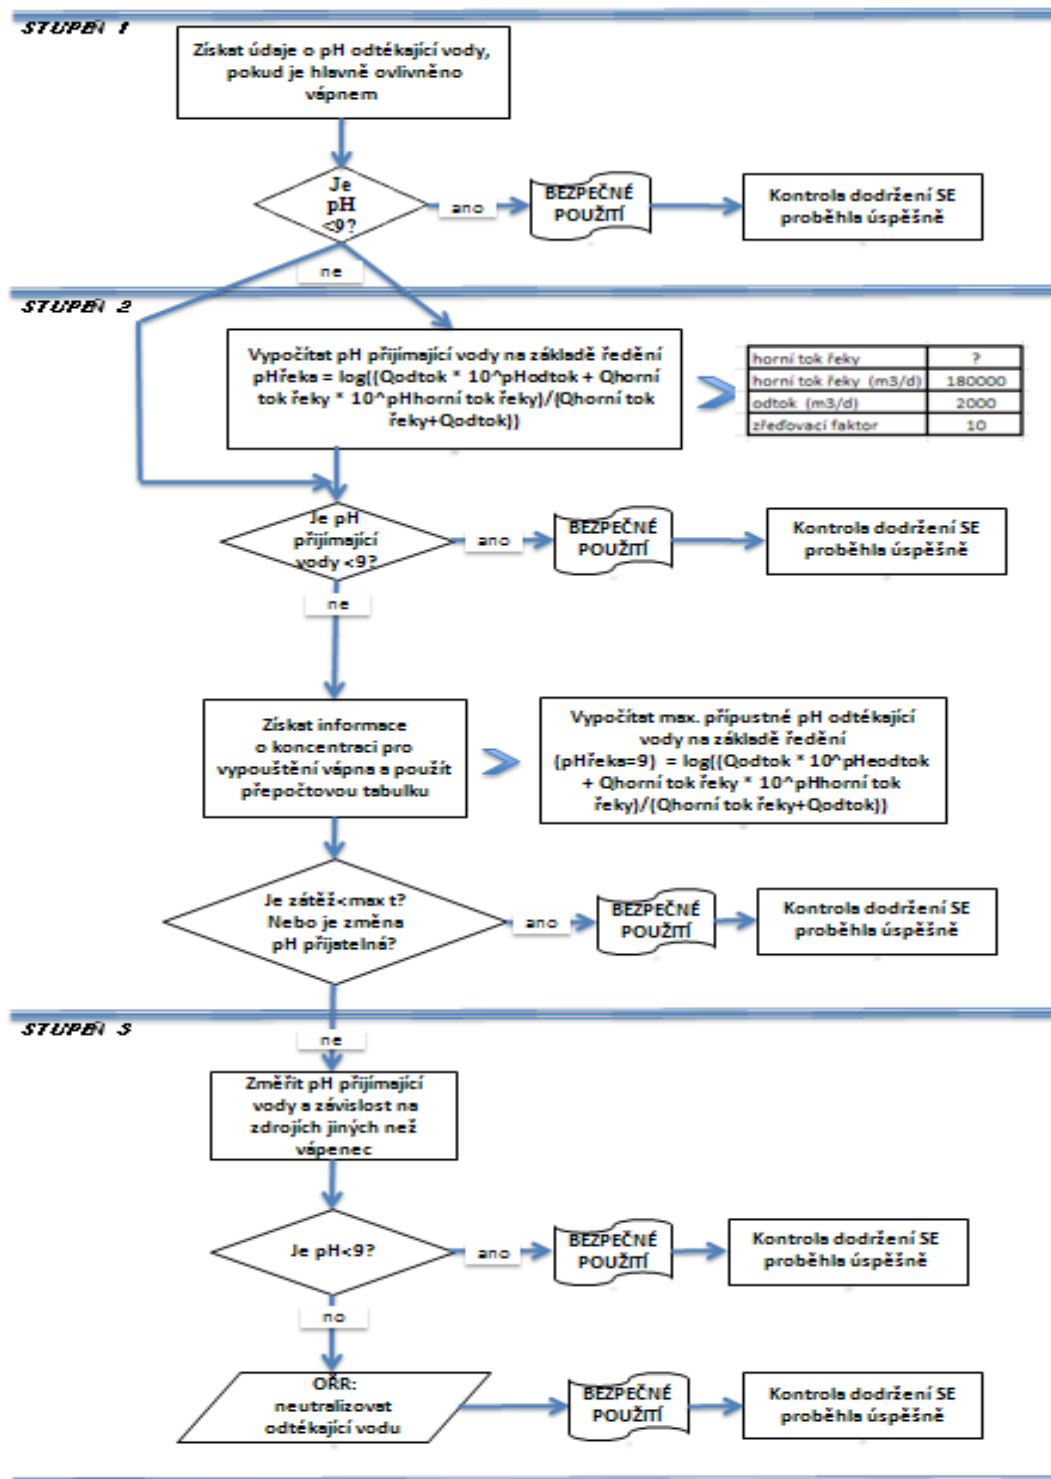 STUPEŇ 1
Získat údaje o pH odtékající vody,
pokud je hlavně ovlivněno
vápnem
Je
pH
<9?
ano
BEZPEČNÉ
POUŽITÍ
Kontrola dodržení SE
proběhla úspěšně
ne
STUPEŇ 2
Vypočítat pH přijímající vody na základě ředění
pHřeka = log((Qodtok * 10^pHodtok + Qhorní
tok řeky * 10^pHhorní tok řeky)/(Qhorní tok
řeky+Qodtok))
horní tok řeky ?
horní tok řeky (m3/d) 180000
odtok (m3/d) 2000
zřeďovací faktor 10
Je pH
přijímající
vody <9?
ano
BEZPEČNÉ
POUŽITÍ
Kontrola dodržení SE
proběhla úspěšně
ne
Získat informace
o koncentraci pro
vypouštění vápna a použít
přepočtovou tabulku
Vypočítat max. přípustné pH odtékající
vody na základě ředění
(pHřeka=9) = log((Qodtok * 10^pHeodtok
+ Qhorní tok řeky * 10^pHhorní tok
řeky)/(Qhorní tok řeky+Qodtok))
Je zátěž<max t?
Nebo je změna
pH přijatelná?
ano
BEZPEČNÉ
POUŽITÍ
Kontrola dodržení SE
proběhla úspěšně
STUPEŇ 3
ne
Změřit pH přijímající
vody a závislost na
zdrojích jiných než
vápenec
Je pH<9?
ano
BEZPEČNÉ
POUŽITÍ
Kontrola dodržení SE
proběhla úspěšně
no
OŘR:
neutralizovat
odtékající vodu
BEZPEČNÉ
POUŽITÍ
Kontrola dodržení SE
proběhla úspěšně